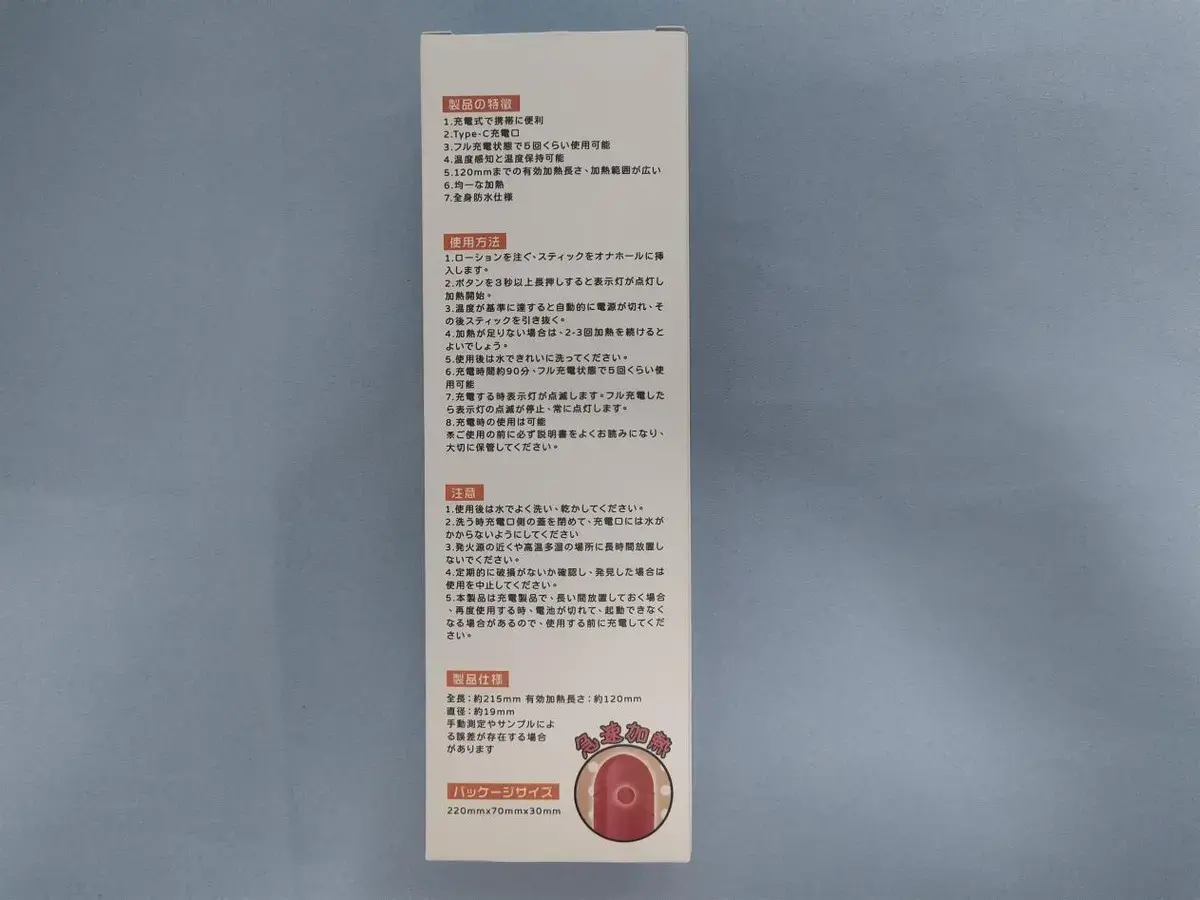 製品の特徴
1.充電式で携帯に便利
2.Type-C充電口
3.フル充電状態で5回くらい使用可能
4.温度感知と温度保持可能
5.120mmまでの有効加熱長さ、加熱範囲が広い
6.均一な加熱
7.全身防水仕様
使用方法
1.ローションを注ぐ、スティックをオナホールに挿
入します。
2.ボタンを3秒以上長押しすると表示灯が点灯し
加熱開始。
3.温度が基準に達すると自動的に電源が切れ、そ
の後スティックを引き抜く。
4.加熱が足りない場合は、2-3回加熱を続けると
よいでしょう。
5.使用後は水できれいに洗ってください。
6.充電時間約90分、フル充電状態で5回くらい使
用可能
7.充電する時表示灯が点滅します。フル充電した
ら表示灯の点滅が停止、常に点灯します。
8.充電時の使用は可能
※ご使用の前に必ず説明書をよくお読みになり、
大切に保管してください。
注意
1.使用後は水でよく洗い、乾かしてください。
2.洗う時充電口側の蓋を閉めて、充電口には水が
かからないようにしてください
3.発火源の近くや高温多湿の場所に長時間放置し
ないでください。
4.定期的に破損がないか確認し、発見した場合は
使用を中止してください。
5.本製品は充電製品で、長い間放置しておく場合
、再度使用する時、電池が切れて、起動できなく
なる場合があるので、使用する前に充電してくだ
さい。
製品仕様
全長：約215mm 有効加熱長さ：約120mm
直径：約19mm
手動測定やサンプルによ
る誤差が存在する場合
があります
急速加熱
パッケージサイズ
220mmx70mmx30mm